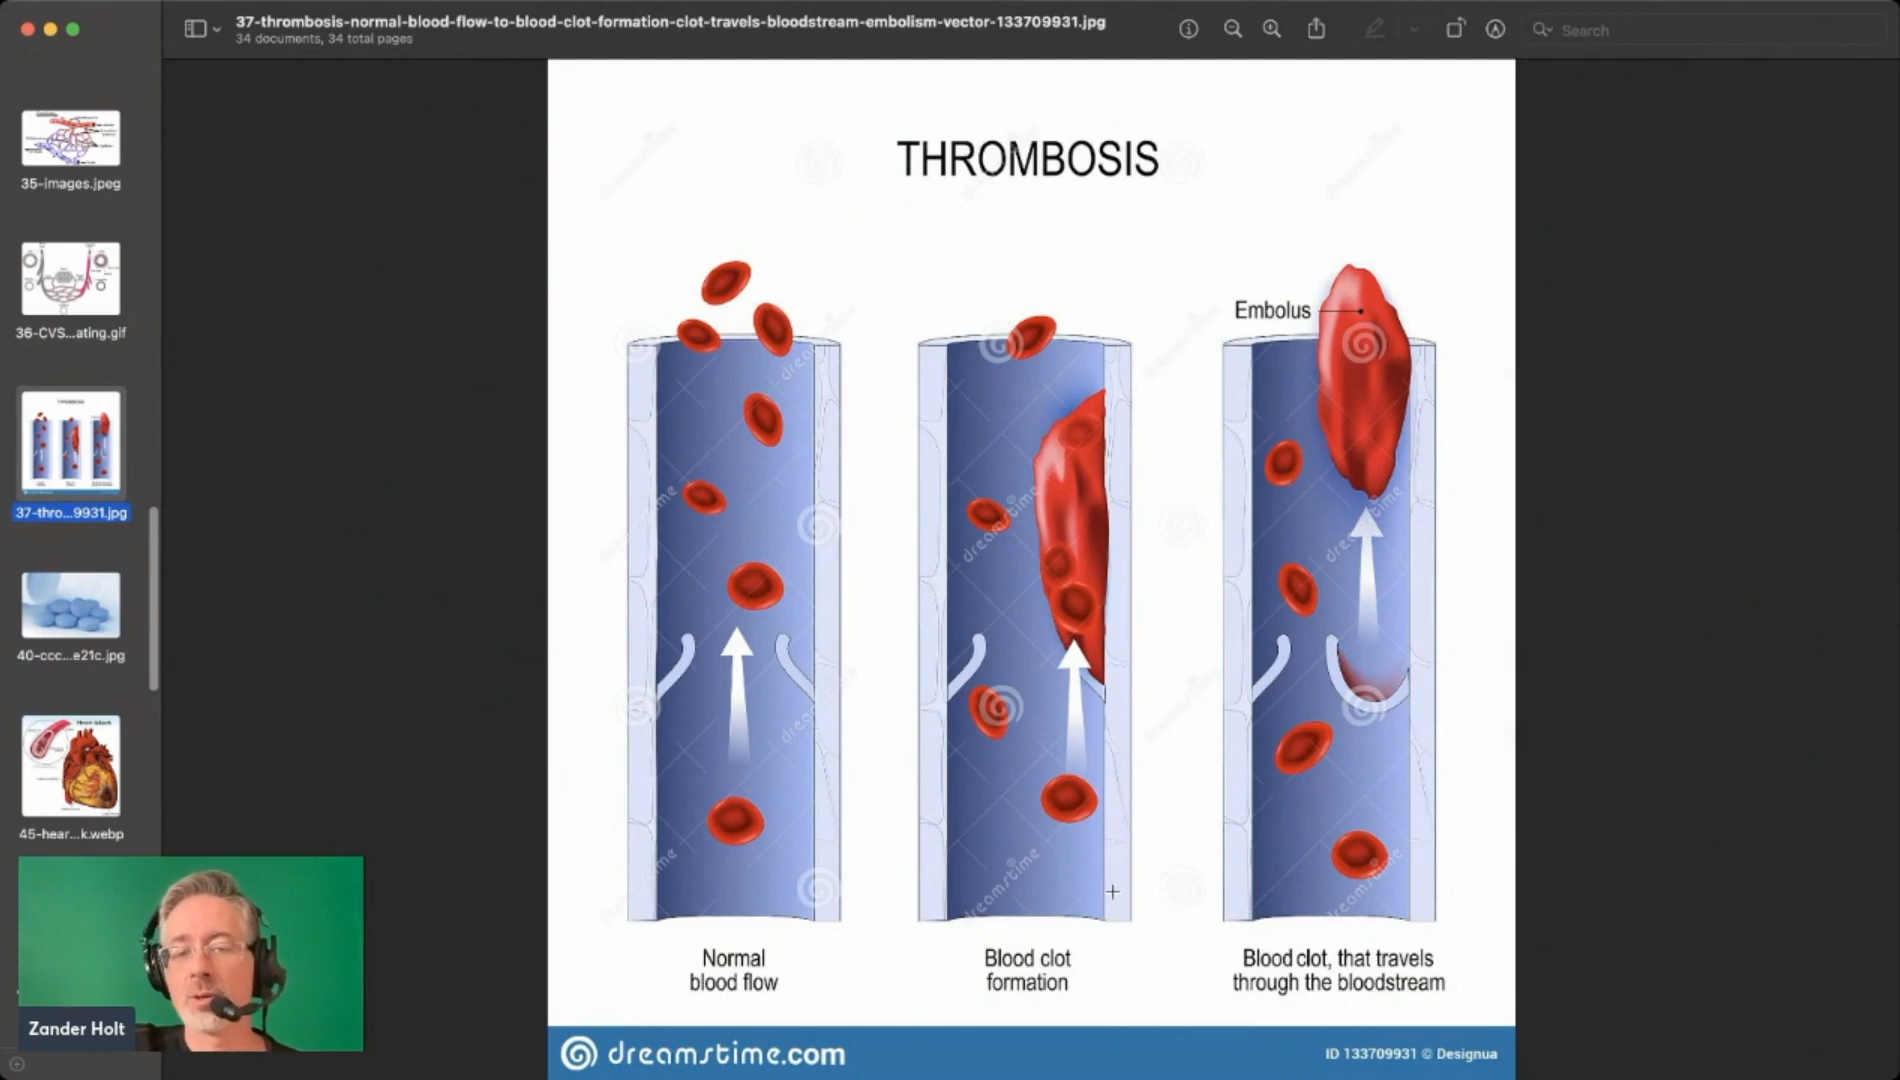 37-thrombosis-normal-blood-flow-to-blood-clot-formation-clot-travels-bloodstream-embolism-vector-133709931.jpg
34 documents, 34 total pages
Search
35-images.jpeg
36-CVS...ating.gif
37-thro...9931.jpg
40-ccc...e21c.jpg
45-hear...k.webp
Zander Holt
THROMBOSIS
Embolus
Normal
blood flow
Blood clot
formation
Blood clot, that travels
through the bloodstream
dreamstime.com
ID 133709931 © Designua